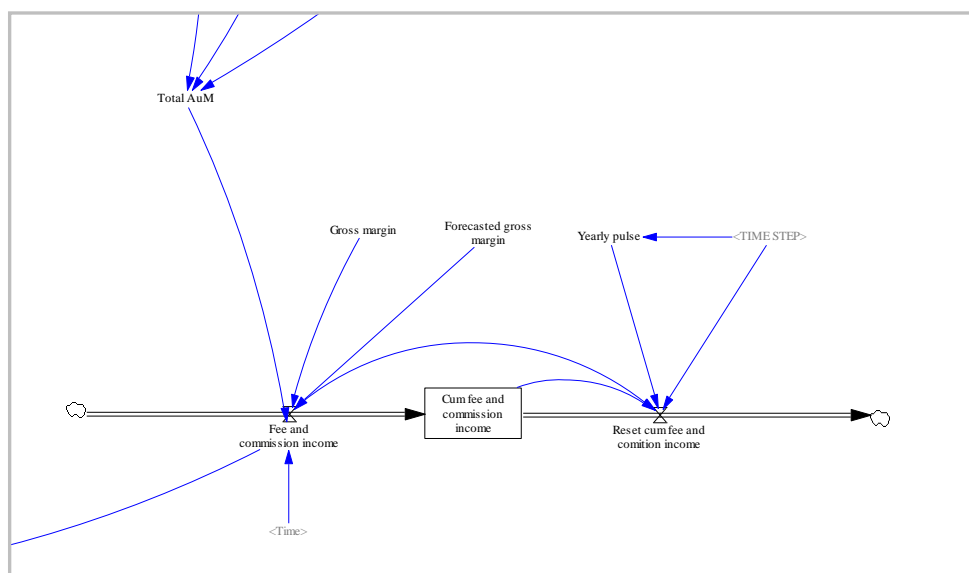 Total AuM
Gross margin
Forecasted gross
margin
Yearly pulse
<TIME STEP>
Cum fee and
commission
income
Fee and
commission income
Reset cum fee and
comition income
<Time>